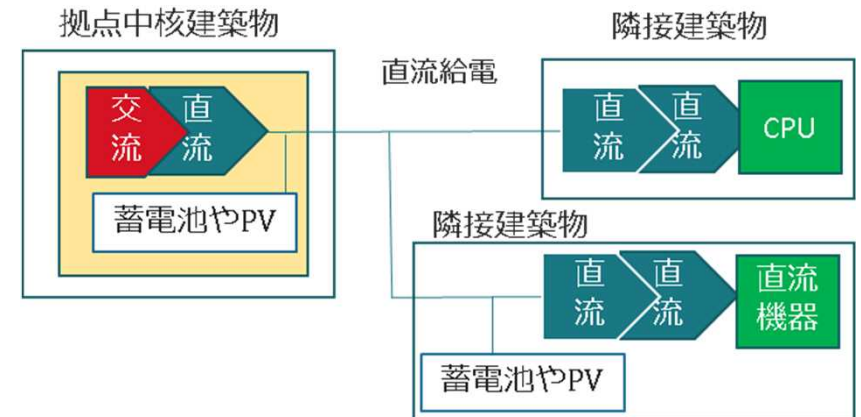 拠点中核建築物
隣接建築物
直流給電
交流
直流
直流
直流
CPU
蓄電池やPV
隣接建築物
直流
直流
直流
機器
蓄電池やPV